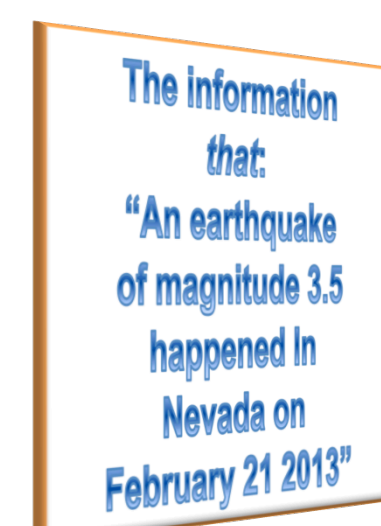 The information
that:
“An earthquake
of magnitude 3.5
happened In
Nevada on
February 21 2013”